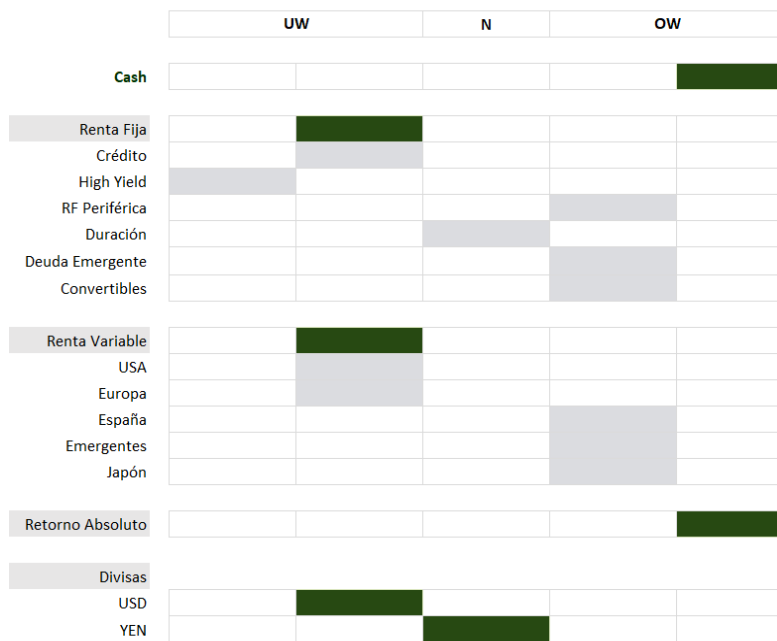 UW N OW
Cash
Renta Fija
Crédito
High Yield
RF Periférica
Duración
Deuda Emergente
Convertibles
Renta Variable
USA
Europa
España
Emergentes
Japón
Retorno Absoluto
Divisas
USD
YEN